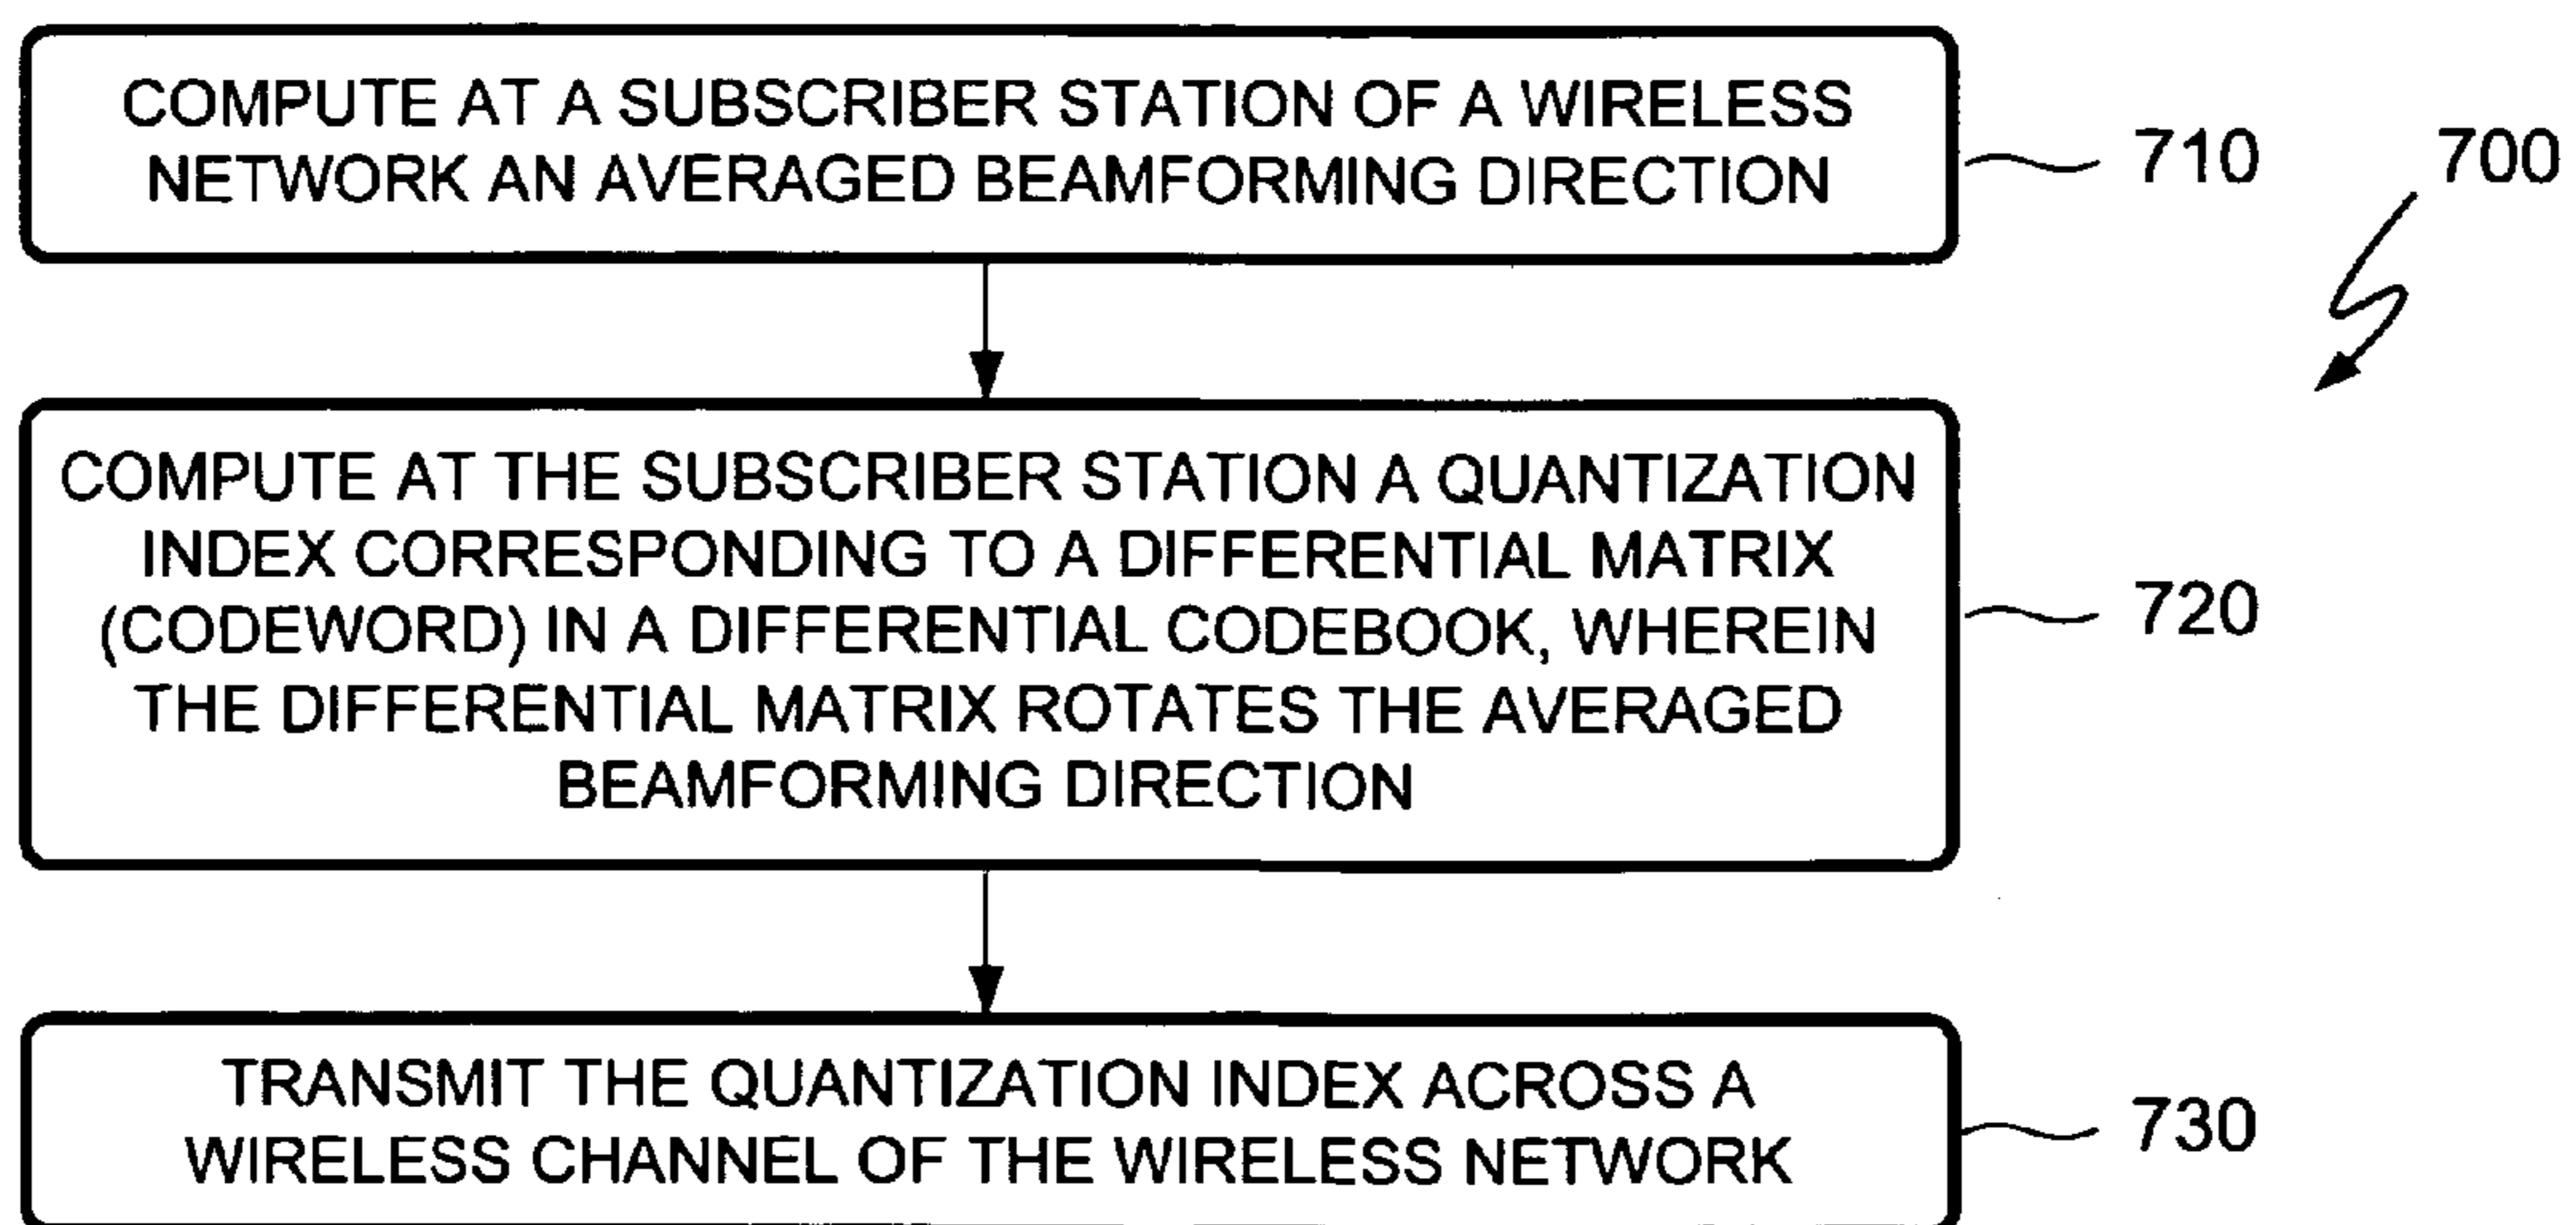 COMPUTE AT A SUBSCRIBER STATION OF A WIRELESS
NETWORK AN AVERAGED BEAMFORMING DIRECTION
710
700
COMPUTE AT THE SUBSCRIBER STATION A QUANTIZATION
INDEX CORRESPONDING TO A DIFFERENTIAL MATRIX
(CODEWORD) IN A DIFFERENTIAL CODEBOOK, WHEREIN
THE DIFFERENTIAL MATRIX ROTATES THE AVERAGED
BEAMFORMING DIRECTION
720
TRANSMIT THE QUANTIZATION INDEX ACROSS A
WIRELESS CHANNEL OF THE WIRELESS NETWORK
730